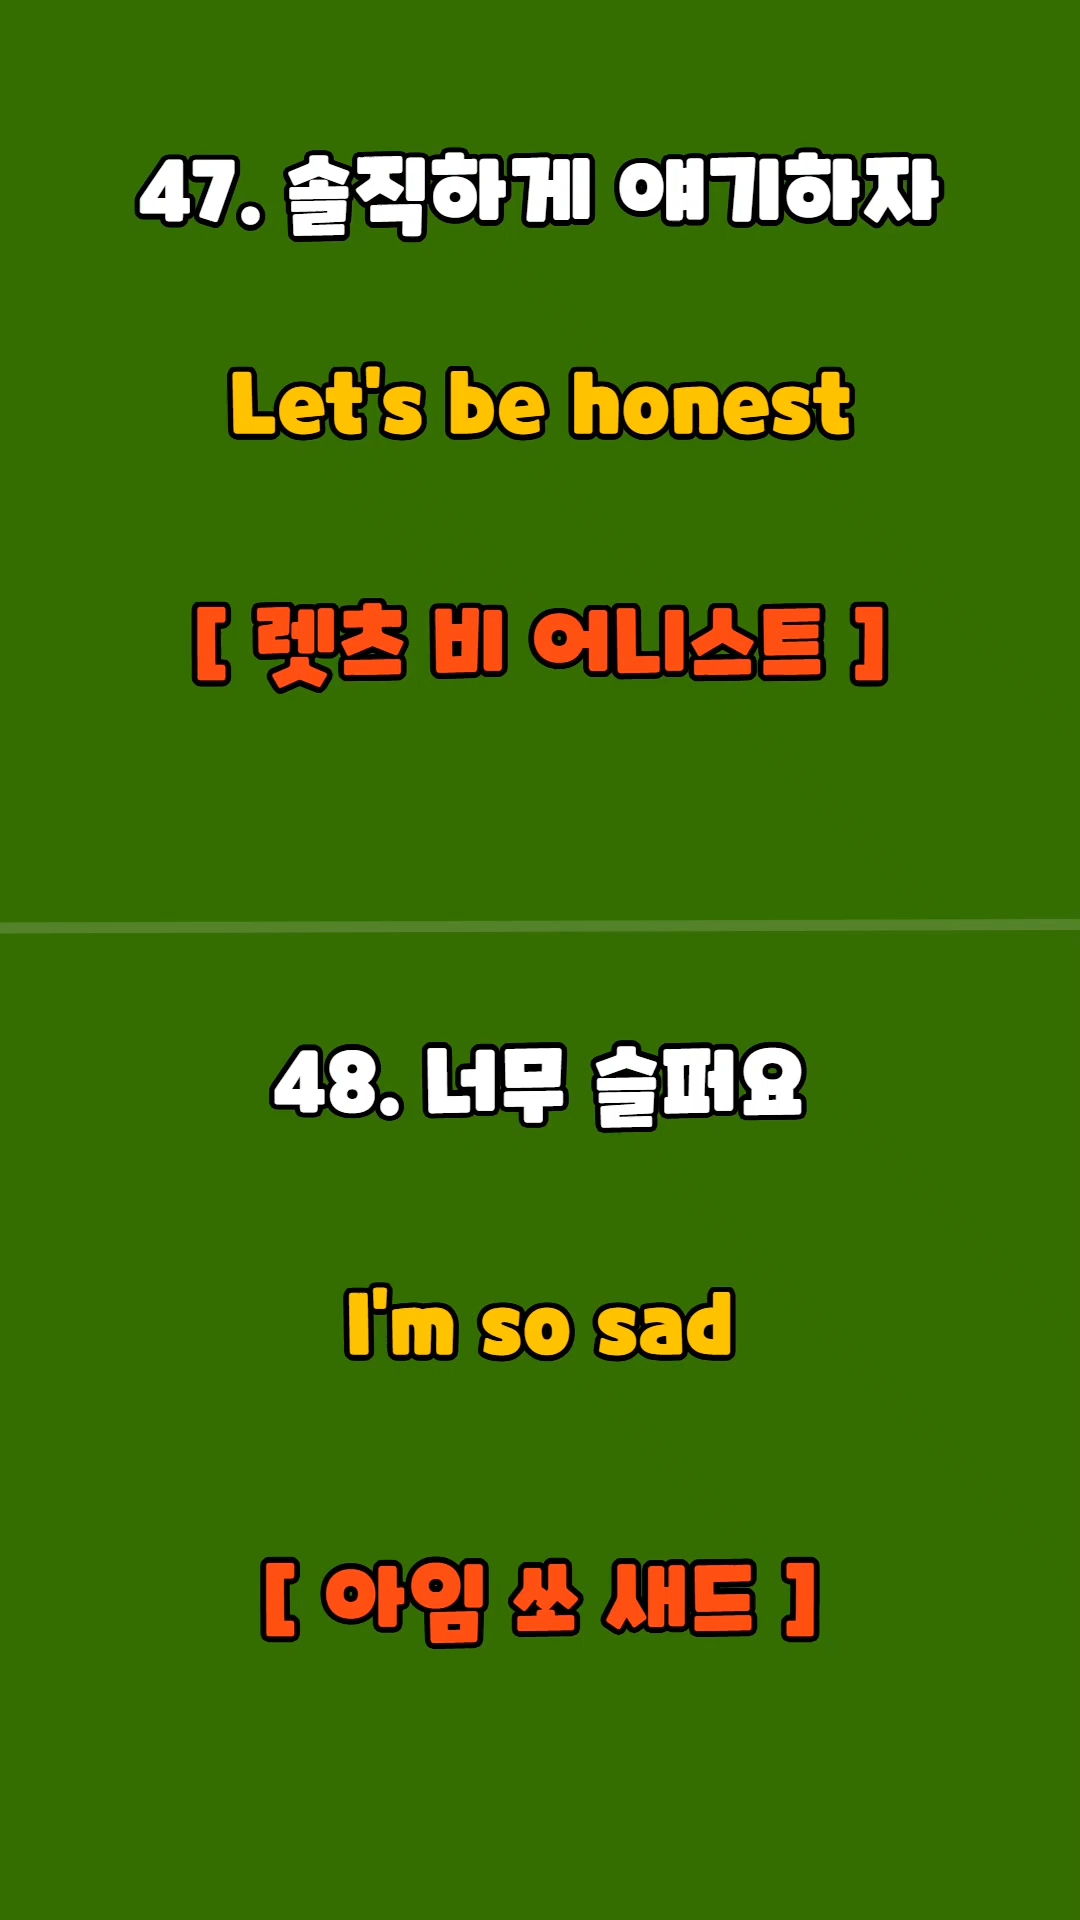 47. 솔직하게 얘기하자
Let's be honest
[ 렛츠 비 어니스트 ]
48. 너무 슬퍼요
I'm so sad
[ 아임 쏘 새드 ]